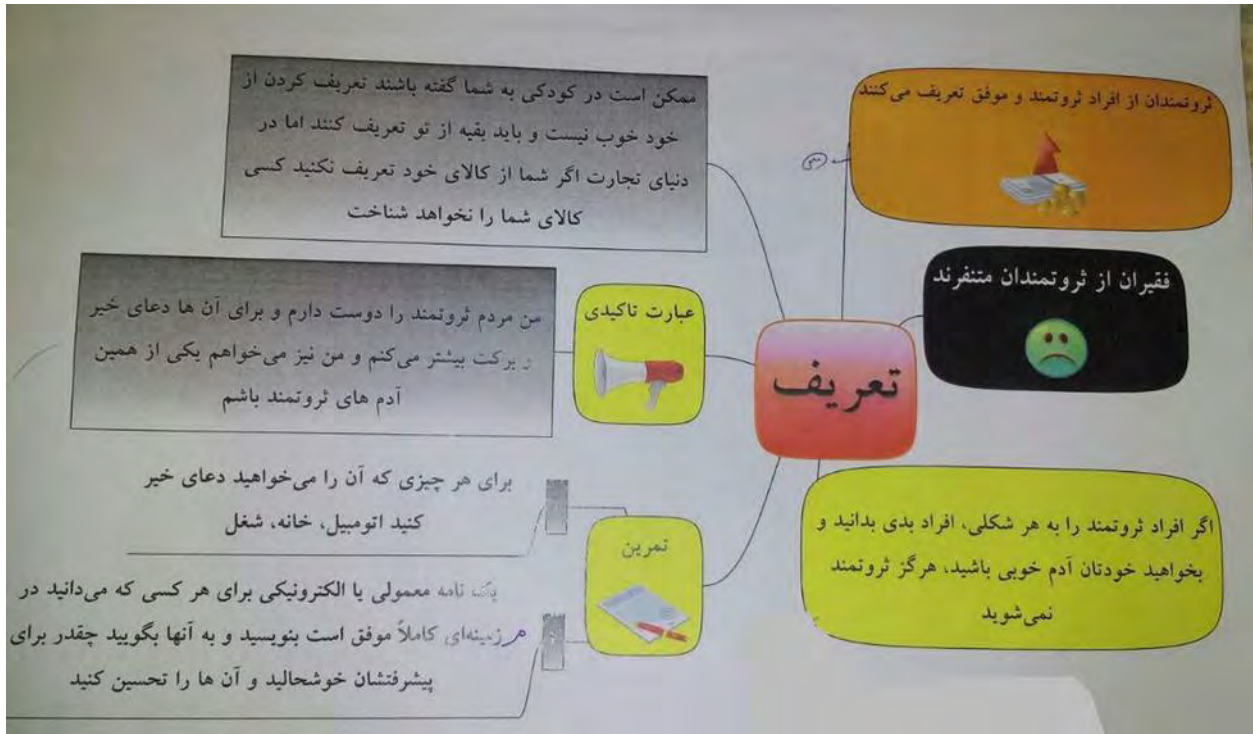 ثروتمندان از افراد ثروتمند و موفق تعریف می‌کنند
فقیران از ثروتمندان متنفرند
اگر افراد ثروتمند را به هر شکلی، افراد بدی بدانید و
بخواهید خودتان آدم خوبی باشید، هرگز ثروتمند
نمی‌شوید
تعریف
ممکن است در کودکی به شما گفته باشند تعریف کردن از
خود خوب نیست و باید بقیه از تو تعریف کنند اما در
دنیای تجارت اگر شما از کالای خود تعریف نکنید کسی
کالای شما را نخواهد شناخت
عبارت تاکیدی
من مردم ثروتمند را دوست دارم و برای آن ها دعای خیر
و برکت بیشتر می‌کنم و من نیز می‌خواهم یکی از همین
آدم های ثروتمند باشم
تمرین
برای هر چیزی که آن را می‌خواهید دعای خیر
کنید اتومبیل، خانه، شغل
یک نامه معمولی یا الکترونیکی برای هر کسی که می‌دانید در
زمینه‌ای کاملاً موفق است بنویسید و به آنها بگویید چقدر برای
پیشرفتشان خوشحالید و آن ها را تحسین کنید